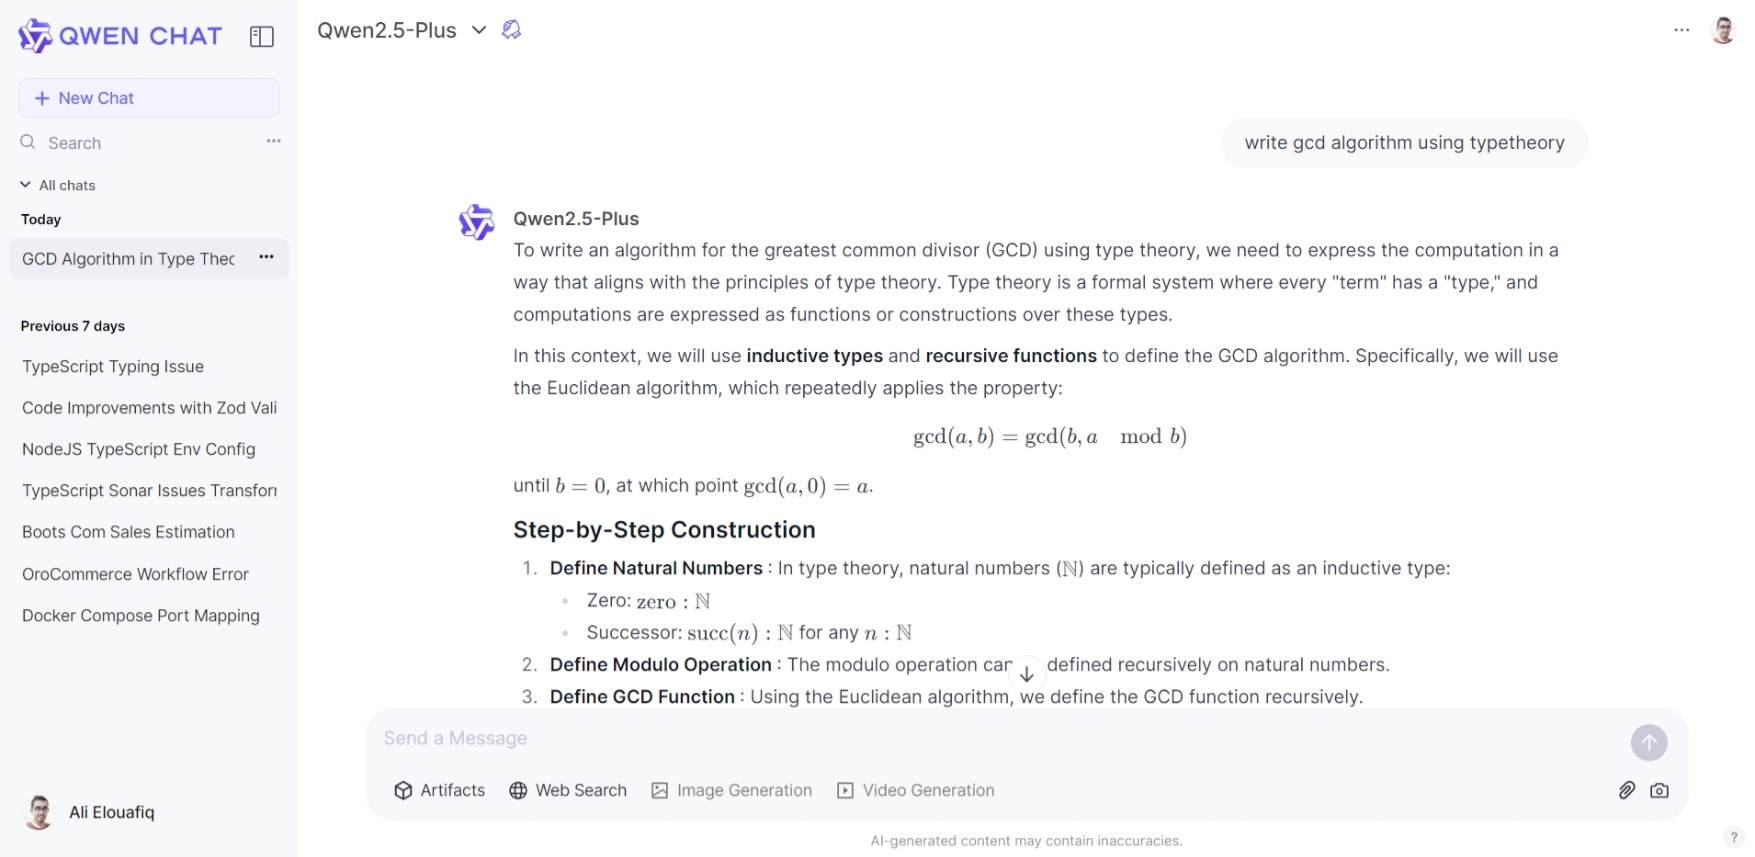 QWEN CHAT
New Chat
Search
All chats
Today
GCD Algorithm in Type Theo
Previous 7 days
TypeScript Typing Issue
Code Improvements with Zod Vali
NodeJS TypeScript Env Config
TypeScript Sonar Issues Transform
Boots Com Sales Estimation
OroCommerce Workflow Error
Docker Compose Port Mapping
Ali Elouafiq
Qwen2.5-Plus
write gcd algorithm using typetheory
Qwen2.5-Plus
To write an algorithm for the greatest common divisor (GCD) using type theory, we need to express the computation in a
way that aligns with the principles of type theory. Type theory is a formal system where every "term" has a "type," and
computations are expressed as functions or constructions over these types.
In this context, we will use inductive types and recursive functions to define the GCD algorithm. Specifically, we will use
the Euclidean algorithm, which repeatedly applies the property:
gcd(a, b) = gcd(b, a mod b)
until b = 0, at which point gcd(a, 0) = a.
Step-by-Step Construction
1. Define Natural Numbers : In type theory, natural numbers (ℕ) are typically defined as an inductive type:
• Zero: zero : ℕ
• Successor: succ(n) : ℕ for any n : ℕ
2. Define Modulo Operation : The modulo operation can defined recursively on natural numbers.
3. Define GCD Function : Using the Euclidean algorithm, we define the GCD function recursively.
Send a Message
Artifacts
Web Search
Image Generation
Video Generation
AI-generated content may contain inaccuracies.
?